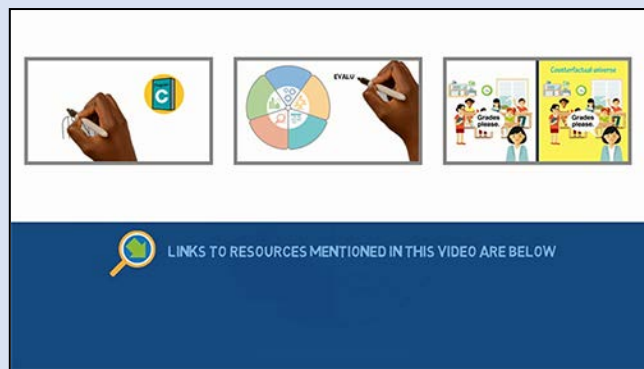 C
EVALU
Grades
please.
Counterfactual universe
Grades
please.
LINKS TO RESOURCES MENTIONED IN THIS VIDEO ARE BELOW